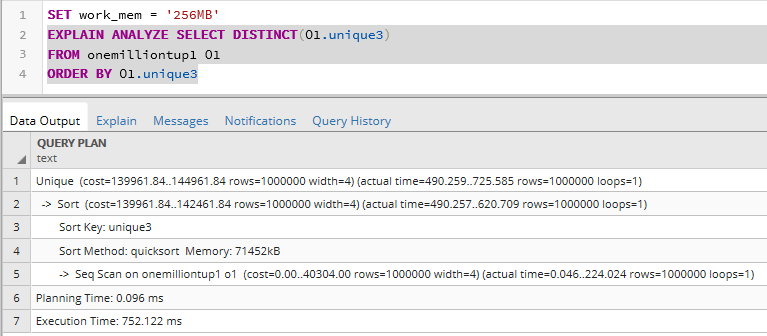 1 SET work_mem = '256MB'
2 EXPLAIN ANALYZE SELECT DISTINCT(O1.unique3)
3 FROM onemilliontup1 O1
4 ORDER BY O1.unique3
Data Output Explain Messages Notifications Query History
QUERY PLAN
text
1 Unique (cost=139961.84..144961.84 rows=1000000 width=4) (actual time=490.259..725.585 rows=1000000 loops=1)
2 -> Sort (cost=139961.84..142461.84 rows=1000000 width=4) (actual time=490.257..620.709 rows=1000000 loops=1)
3 Sort Key: unique3
4 Sort Method: quicksort Memory: 71452kB
5 -> Seq Scan on onemilliontup1 o1 (cost=0.00..40304.00 rows=1000000 width=4) (actual time=0.046..224.024 rows=1000000 loops=1)
6 Planning Time: 0.096 ms
7 Execution Time: 752.122 ms